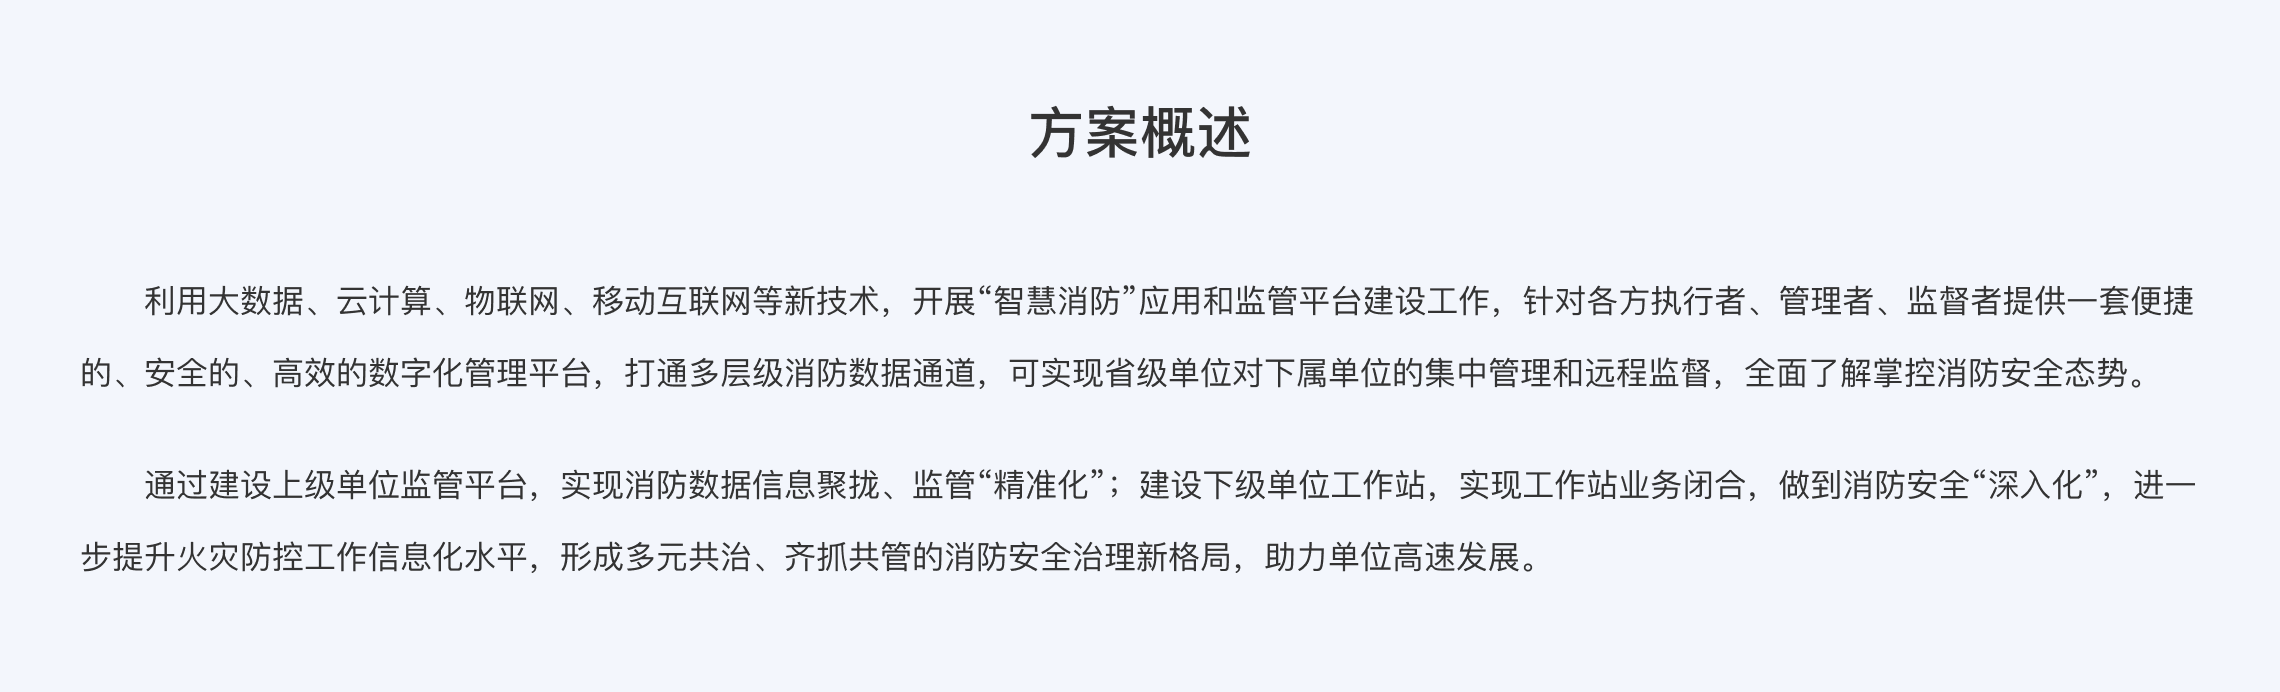 方案概述
利用大数据、云计算、物联网、移动互联网等新技术，开展“智慧消防”应用和监管平台建设工作，针对各方执行者、管理者、监督者提供一套便捷
的、安全的、高效的数字化管理平台，打通多层级消防数据通道，可实现省级单位对下属单位的集中管理和远程监督，全面了解掌控消防安全态势。
通过建设上级单位监管平台，实现消防数据信息聚拢、监管“精准化”；建设下级单位工作站，实现工作站业务闭合，做到消防安全“深入化”，进一
步提升火灾防控工作信息化水平，形成多元共治、齐抓共管的消防安全治理新格局，助力单位高速发展。